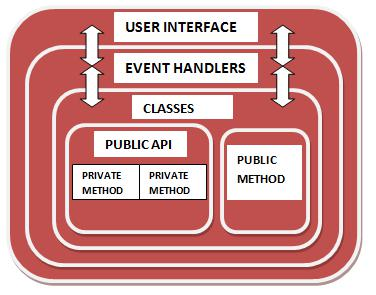 USER INTERFACE
EVENT HANDLERS
CLASSES
PUBLIC API
PRIVATE
METHOD
PRIVATE
METHOD
PUBLIC
METHOD